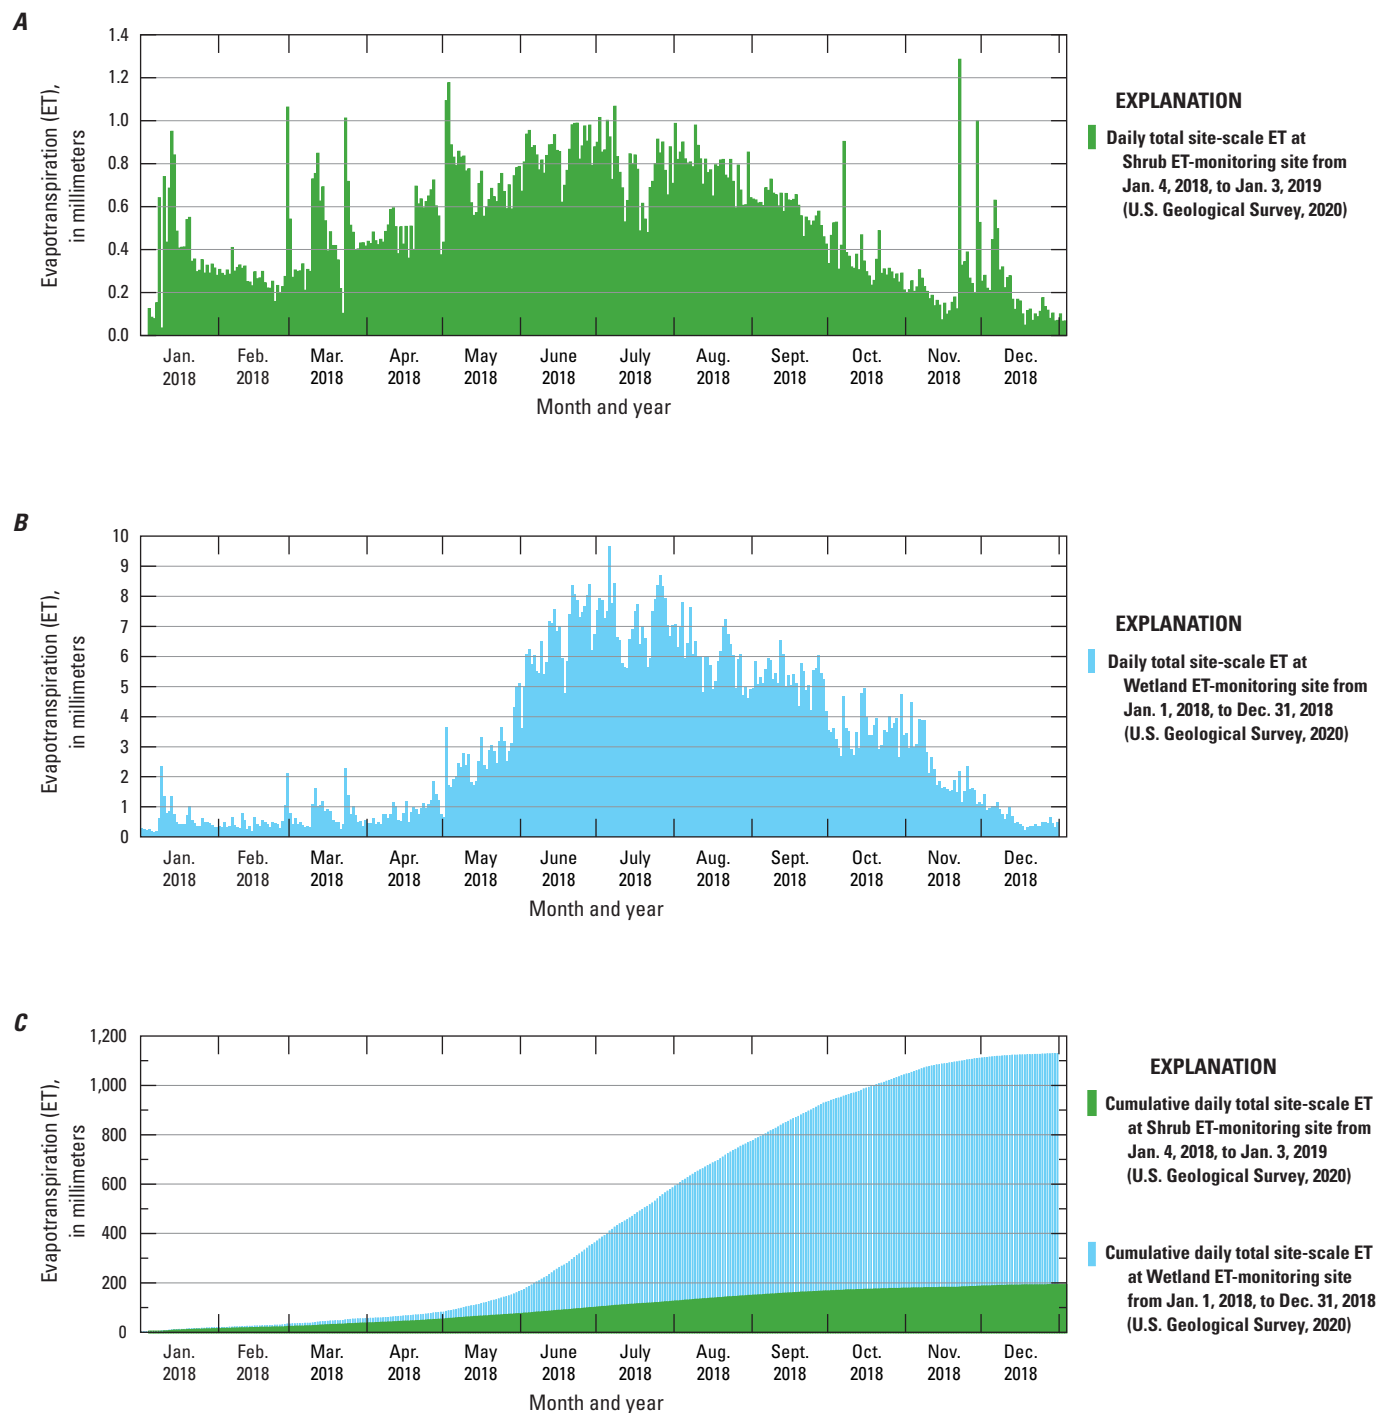 A
1.4
1.2
1.0
0.8
0.6
0.4
0.2
0.0
Evapotranspiration (ET),
in millimeters
Jan. Feb. Mar. Apr. May June July Aug. Sept. Oct. Nov. Dec.
2018 2018 2018 2018 2018 2018 2018 2018 2018 2018 2018 2018
Month and year
EXPLANATION
Daily total site-scale ET at
Shrub ET-monitoring site from
Jan. 4, 2018, to Jan. 3, 2019
(U.S. Geological Survey, 2020)
B
10
9
8
7
6
5
4
3
2
1
0
Evapotranspiration (ET),
in millimeters
Jan. Feb. Mar. Apr. May June July Aug. Sept. Oct. Nov. Dec.
2018 2018 2018 2018 2018 2018 2018 2018 2018 2018 2018 2018
Month and year
EXPLANATION
Daily total site-scale ET at
Wetland ET-monitoring site from
Jan. 1, 2018, to Dec. 31, 2018
(U.S. Geological Survey, 2020)
C
1,200
1,000
800
600
400
200
0
Evapotranspiration (ET),
in millimeters
Jan. Feb. Mar. Apr. May June July Aug. Sept. Oct. Nov. Dec.
2018 2018 2018 2018 2018 2018 2018 2018 2018 2018 2018 2018
Month and year
EXPLANATION
Cumulative daily total site-scale ET
at Shrub ET-monitoring site from
Jan. 4, 2018, to Jan. 3, 2019
(U.S. Geological Survey, 2020)
Cumulative daily total site-scale ET
at Wetland ET-monitoring site
from Jan. 1, 2018, to Dec. 31, 2018
(U.S. Geological Survey, 2020)